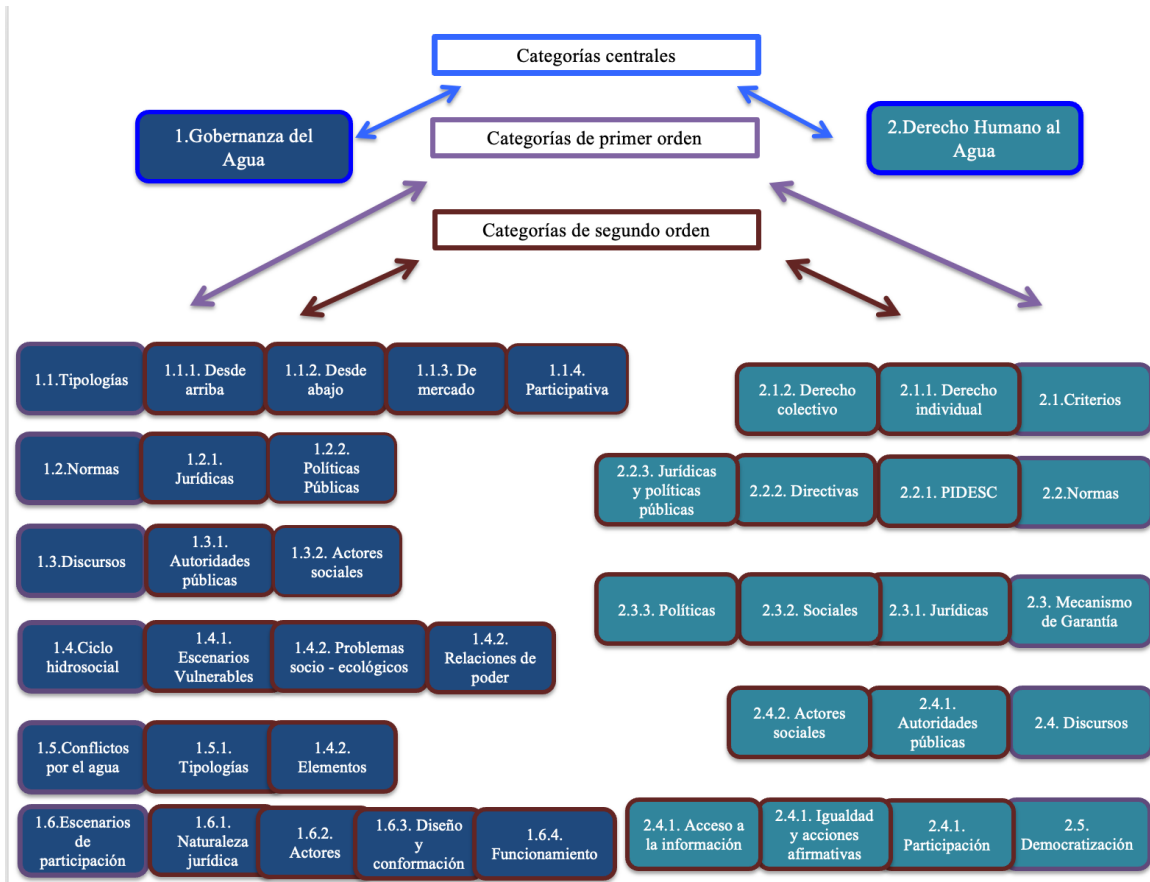 Categorías centrales
1.Gobernanza del
Agua
Categorías de primer orden
2.Derecho Humano al
Agua
Categorías de segundo orden
1.1.Tipologías
1.1.1. Desde
arriba
1.1.2. Desde
abajo
1.1.3. De
mercado
1.1.4.
Participativa
2.1.2. Derecho
colectivo
2.1.1. Derecho
individual
2.1.Criterios
1.2.Normas
1.2.1.
Jurídicas
1.2.2.
Políticas
Públicas
2.2.3. Jurídicas
y políticas
públicas
2.2.2. Directivas
2.2.1. PIDESC
2.2.Normas
1.3.Discursos
1.3.1.
Autoridades
públicas
1.3.2. Actores
sociales
2.3.3. Políticas
2.3.2. Sociales
2.3.1. Jurídicas
2.3. Mecanismo
de Garantía
1.4.Ciclo
hidrosocial
1.4.1.
Escenarios
Vulnerables
1.4.2. Problemas
socio - ecológicos
1.4.2.
Relaciones de
poder
2.4.2. Actores
sociales
2.4.1.
Autoridades
públicas
2.4. Discursos
1.5.Conflictos
por el agua
1.5.1.
Tipologías
1.4.2.
Elementos
1.6.Escenarios
de
participación
1.6.1.
Naturaleza
jurídica
1.6.2.
Actores
1.6.3. Diseño
y
conformación
1.6.4.
Funcionamiento
2.4.1. Acceso a
la información
2.4.1. Igualdad
y acciones
afirmativas
2.4.1.
Participación
2.5.
Democratización